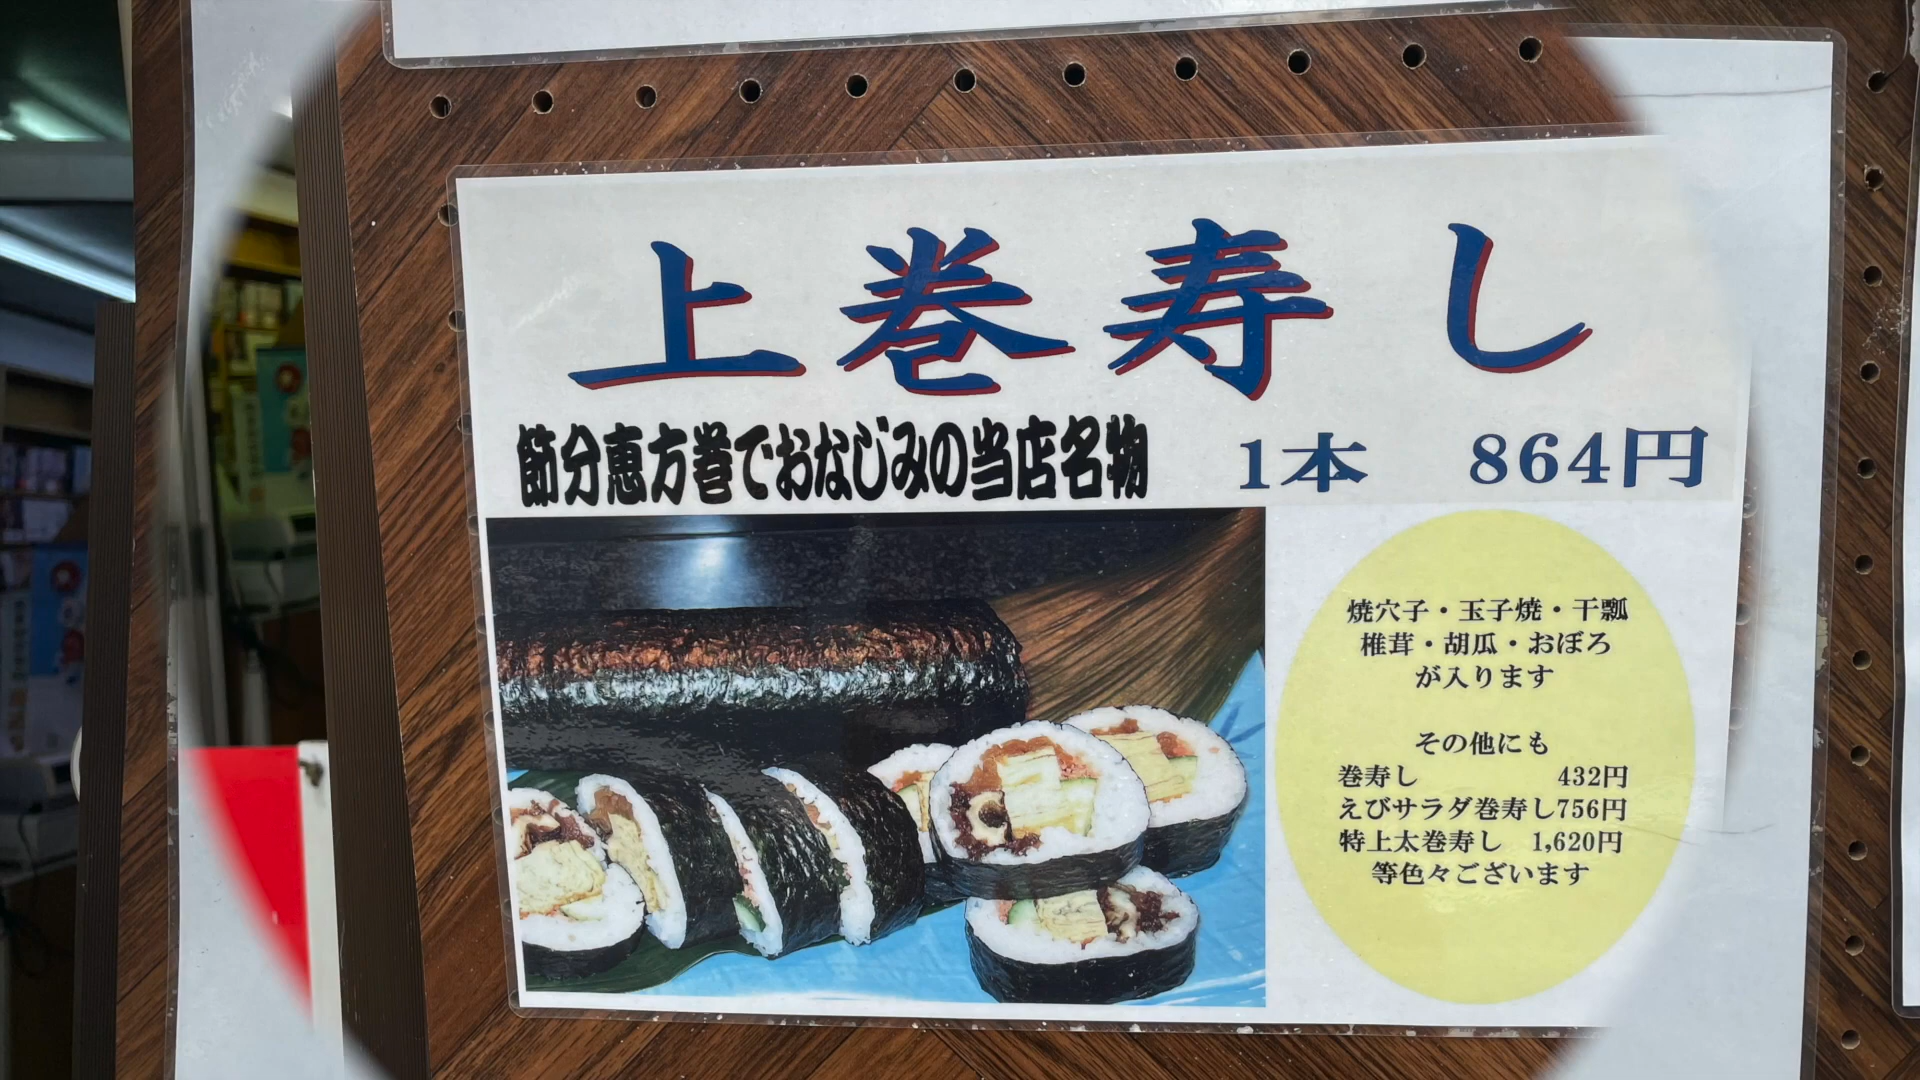 上巻寿し
節分恵方巻でおなじみの当店名物 1本 864円
焼穴子・玉子焼・干瓢
椎茸・胡瓜・おぼろ
が入ります
その他にも
巻寿し 432円
えびサラダ巻寿し756円
特上太巻寿し 1,620円
等色々ございます